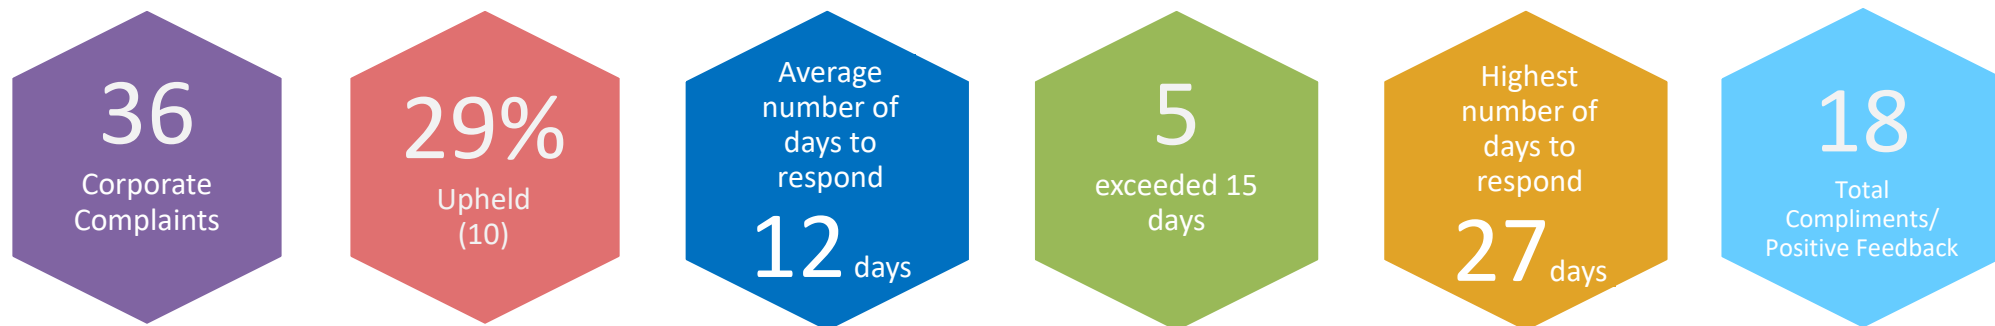 36
Corporate
Complaints
29%
Upheld
(10)
Average
number of
days to
respond
12 days
5
exceeded 15
days
Highest
number of
days to
respond
27 days
18
Total
Compliments/
Positive Feedback